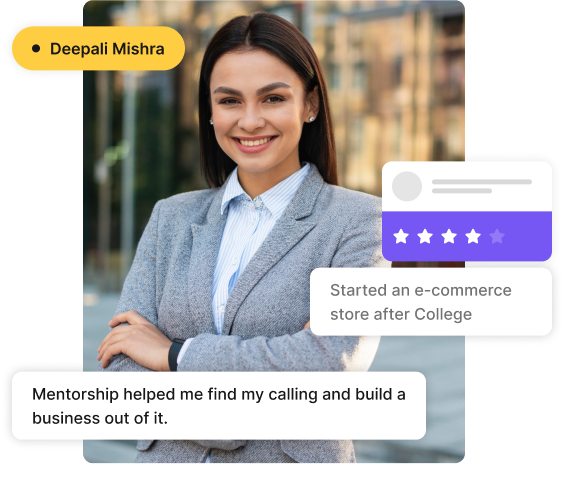 Deepali Mishra
Started an e-commerce
store after College
Mentorship helped me find my calling and build a
business out of it.